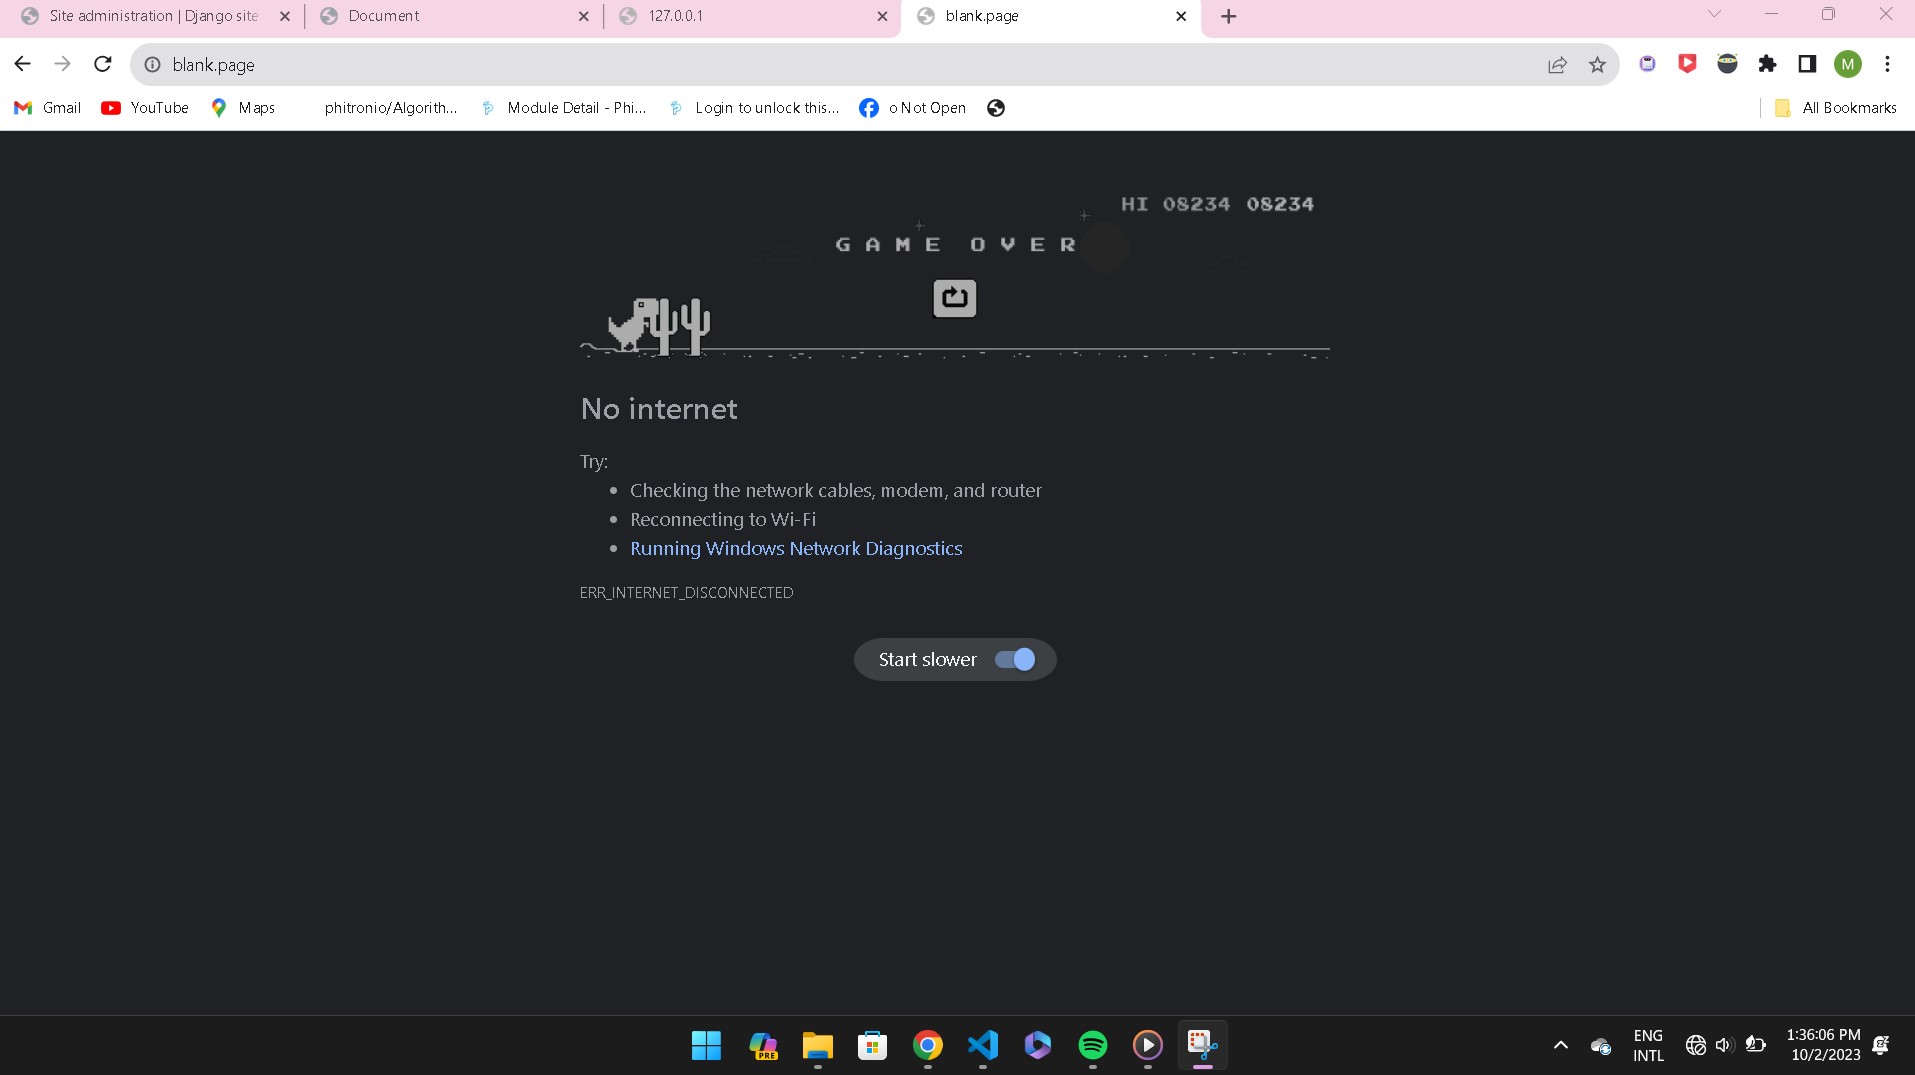 Site administration | Django site
Document
127.0.0.1
blank.page
blank.page
M
Gmail
YouTube
Maps
phitronio/Algorith...
Module Detail - Phi...
Login to unlock this...
o Not Open
All Bookmarks
HI 08234 08234
GAME OVER
No internet
Try:
• Checking the network cables, modem, and router
• Reconnecting to Wi-Fi
• Running Windows Network Diagnostics
ERR_INTERNET_DISCONNECTED
Start slower
PRE
ENG
INTL
1:36:06 PM
10/2/2023